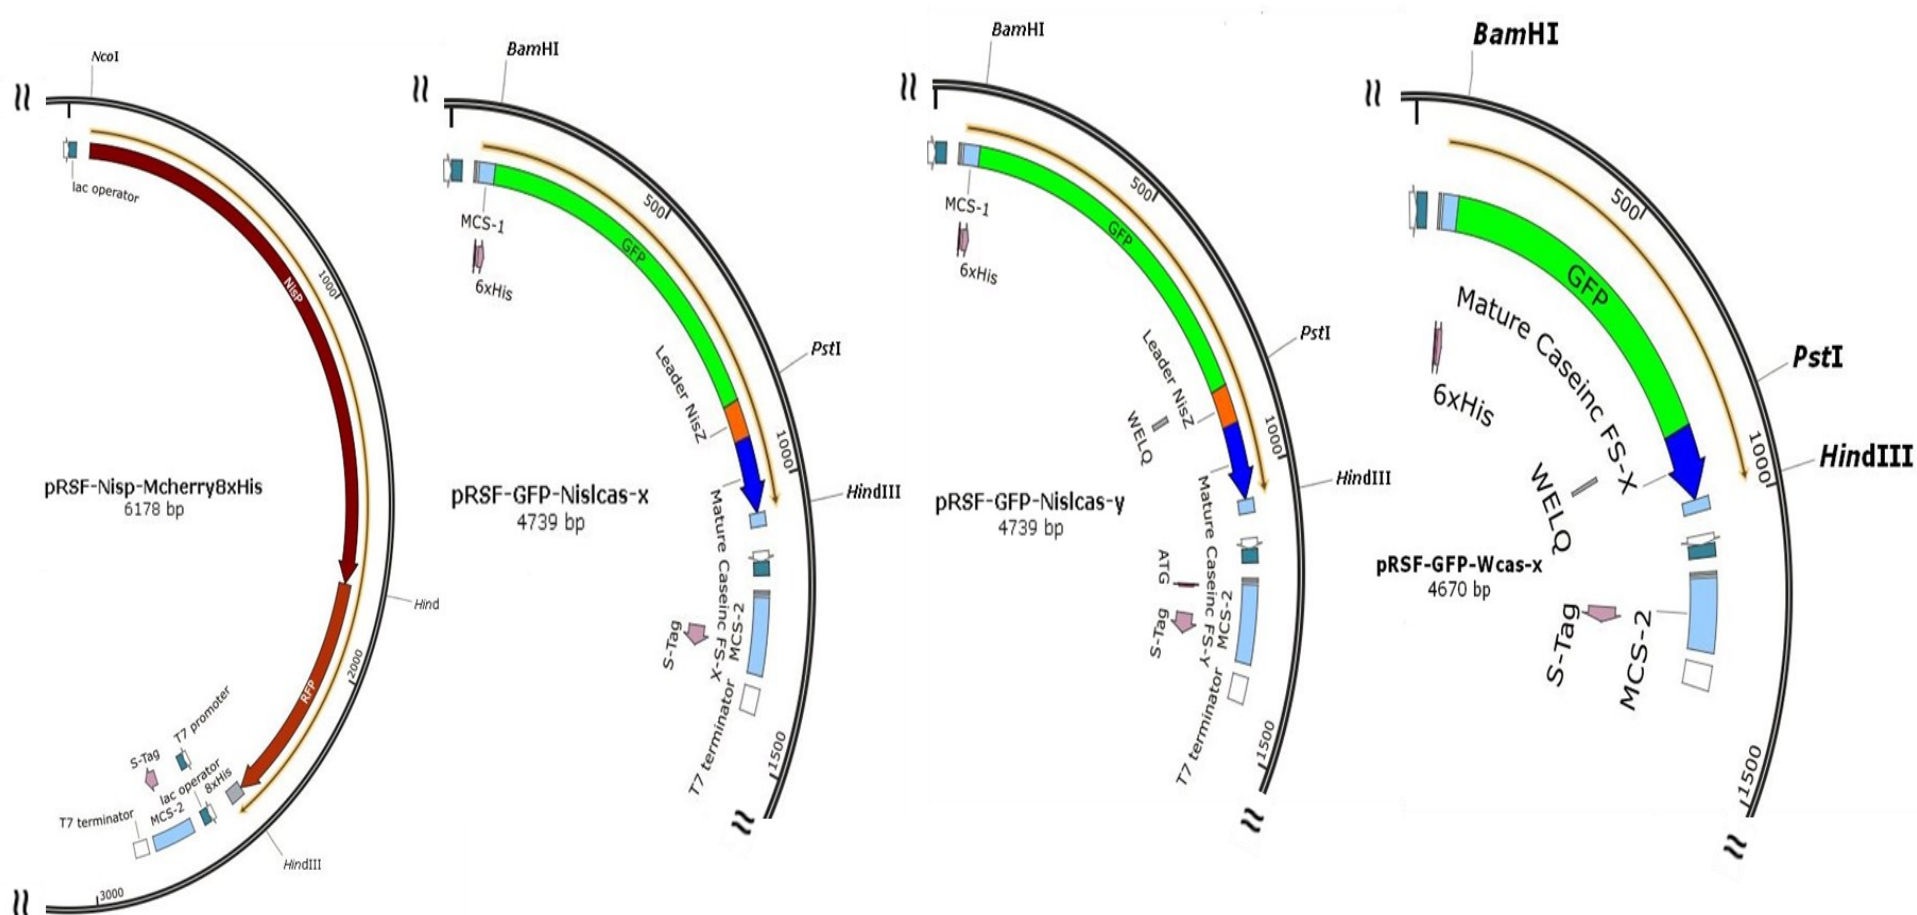 NcoI
lac operator
NisP
1000
pRSF-Nisp-Mcherry8xHis
6178 bp
Hind
2000
RFP
T7 promoter
S-Tag
lac operator
8xHis
MCS-2
T7 terminator
HindIII
3000
BamHI
500
MCS-1
GFP
6xHis
Leader NisZ
PstI
1000
HindIII
pRSF-GFP-Nislcas-x
4739 bp
Mature Caseinc FS-X
MCS-2
S-Tag
T7 terminator
1500
BamHI
500
MCS-1
GFP
6xHis
Leader NisZ
WELQ
PstI
1000
HindIII
pRSF-GFP-Nislcas-y
4739 bp
Mature Caseinc FS-Y
ATG
MCS-2
S-Tag
T7 terminator
1500
BamHI
500
GFP
Mature Caseinc FS-X
6xHis
PstI
1000
HindIII
WELQ
pRSF-GFP-Wcas-x
4670 bp
S-Tag
MCS-2
1500